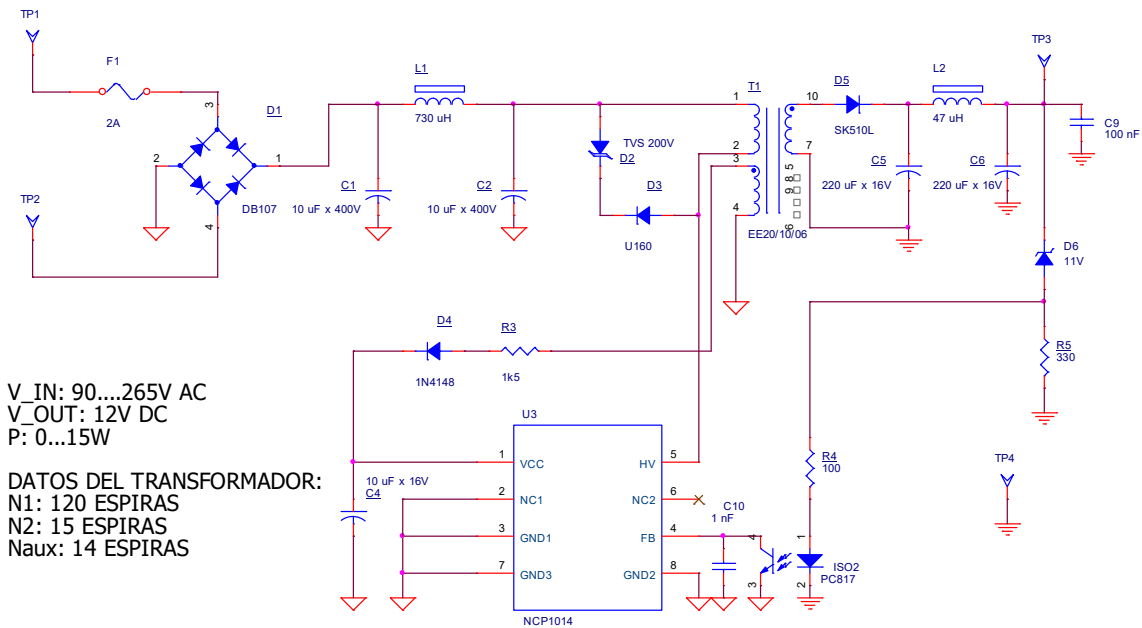 TP1
F1
2A
3
D1
2
1
DB107
4
TP2
C1
10 uF x 400V
L1
730 uH
C2
10 uF x 400V
TVS 200V
D2
D3
U160
1
T1
10
2
3
7
4
5
8
9
6
EE20/10/06
D5
SK510L
L2
47 uH
C5
220 uF x 16V
C6
220 uF x 16V
TP3
C9
100 nF
D6
11V
R5
330
D4
1N4148
R3
1k5
V_IN: 90....265V AC
V_OUT: 12V DC
P: 0...15W
DATOS DEL TRANSFORMADOR:
N1: 120 ESPIRAS
N2: 15 ESPIRAS
Naux: 14 ESPIRAS
10 uF x 16V
C4
U3
1
VCC
HV
5
2
NC1
NC2
6
3
GND1
FB
4
7
GND3
GND2
8
NCP1014
C10
1 nF
4
3
1
2
ISO2
PC817
R4
100
TP4